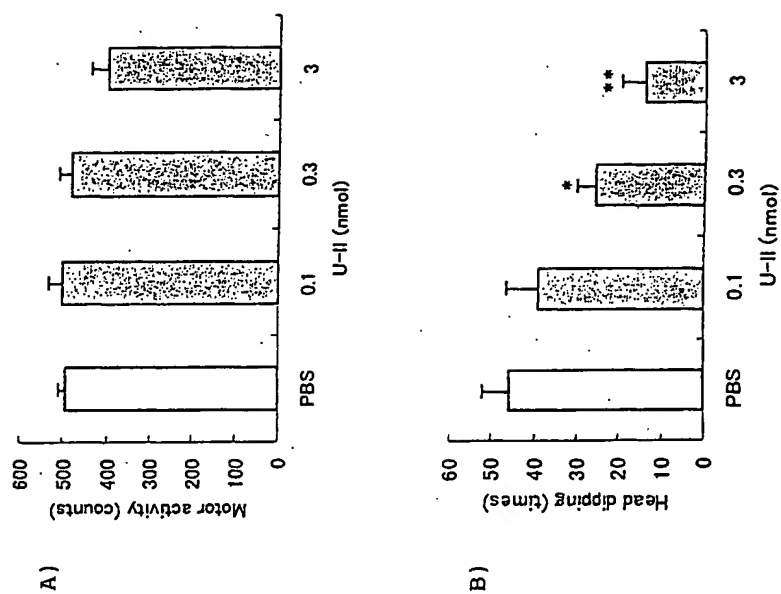 A)
Motor activity (counts)
600
500
400
300
200
100
0
PBS
0.1
0.3
3
U-II (nmol)
B)
Head dipping (times)
60
50
40
30
20
10
0
*
**
PBS
0.1
0.3
3
U-II (nmol)